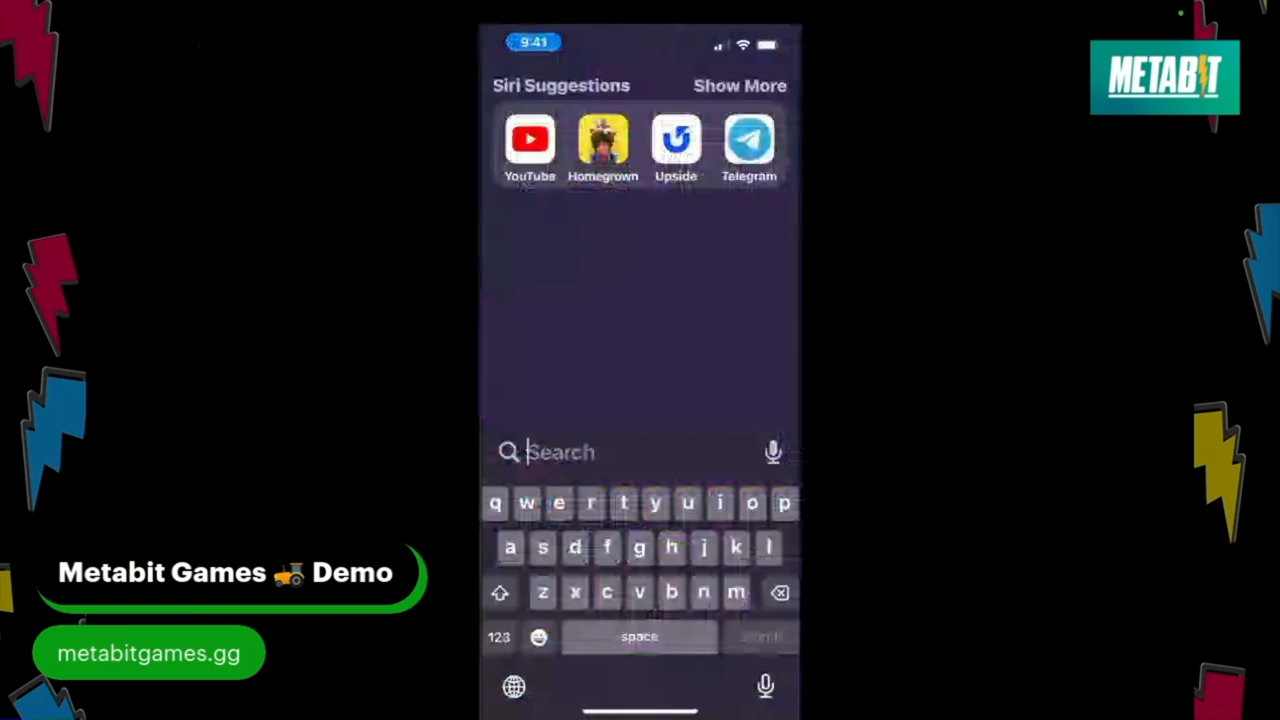 9:41
METABIT
Siri Suggestions Show More
YouTube Homegrown Upside Telegram
Search
q w e r t y u i o p
a s d f g h j k l
z x c v b n m
123 space search
Metabit Games 🚜 Demo
metabitgames.gg